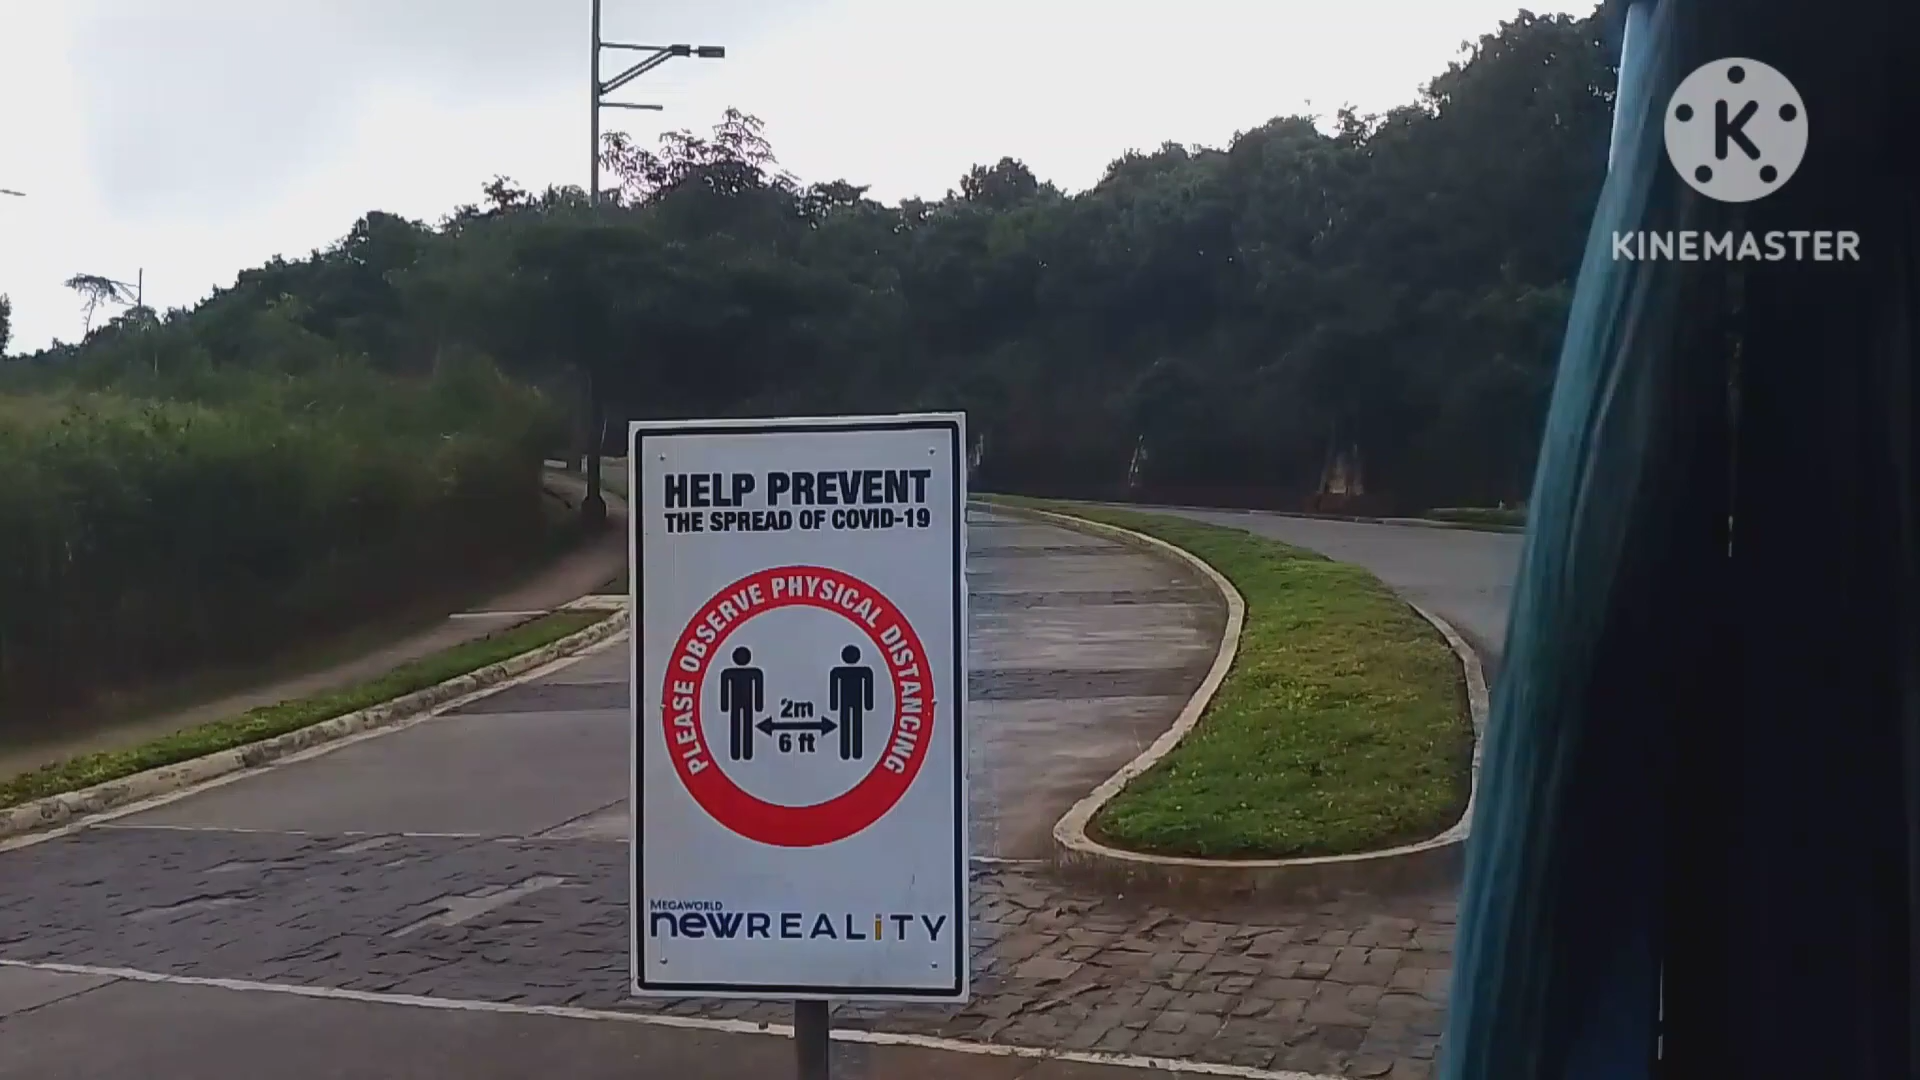 K
KINEMASTER
HELP PREVENT
THE SPREAD OF COVID-19
PLEASE OBSERVE PHYSICAL DISTANCING
2m
6 ft
MEGAWORLD
newREALiTY